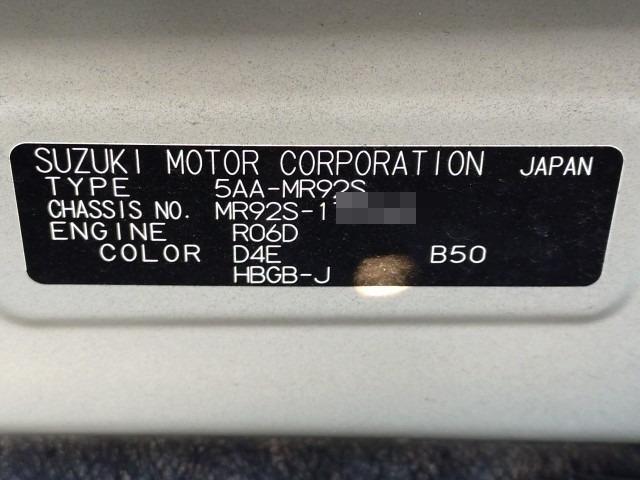 SUZUKI MOTOR CORPORATION JAPAN
TYPE 5AA-MR92S
CHASSIS NO. MR92S-1
ENGINE R06D
COLOR D4E B50
HBGB-J